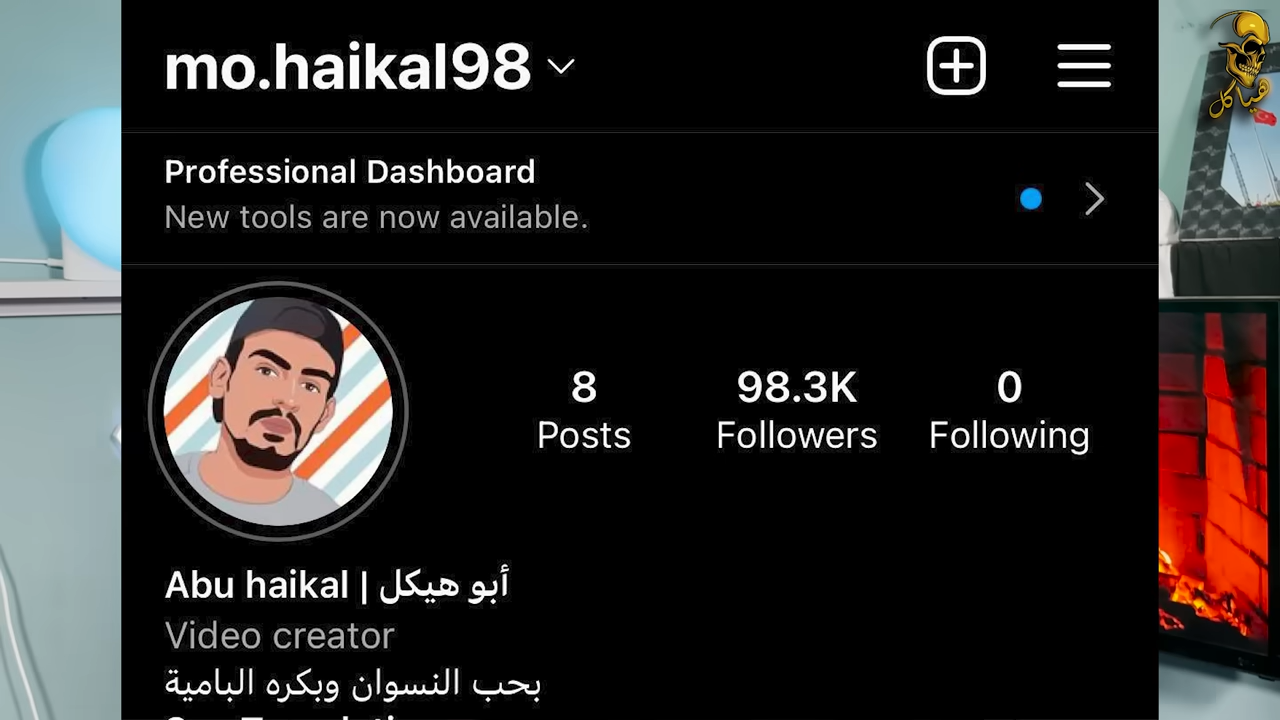 mo.haikal98
هياكل
Professional Dashboard
New tools are now available.
8
Posts
98.3K
Followers
0
Following
Abu haikal | أبو هيكل
Video creator
بحب النسوان وبكره البامية